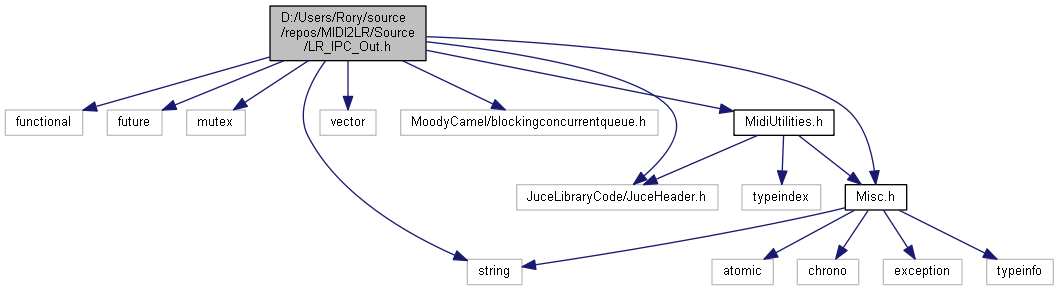 D:/Users/Rory/source
/repos/MIDI2LR/Source
/LR_IPC_Out.h
functional
future
mutex
vector
MoodyCamel/blockingconcurrentqueue.h
MidiUtilities.h
JuceLibraryCode/JuceHeader.h
typeindex
Misc.h
string
atomic
chrono
exception
typeinfo